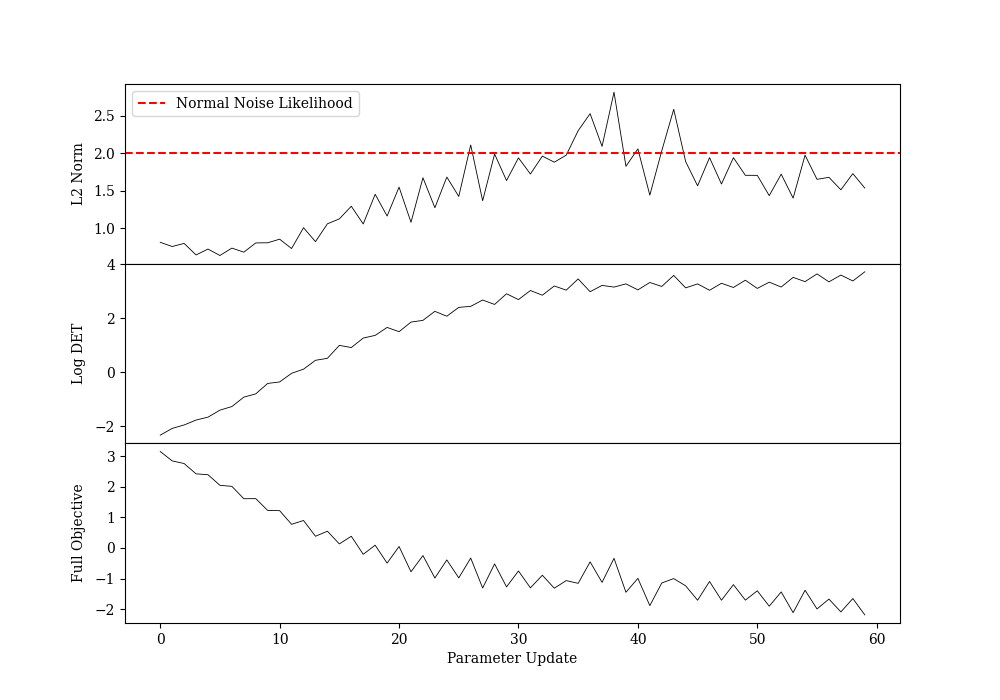 Normal Noise Likelihood
L2 Norm
2.5
2.0
1.5
1.0
Log DET
4
2
0
−2
Full Objective
3
2
1
0
−1
−2
0 10 20 30 40 50 60
Parameter Update